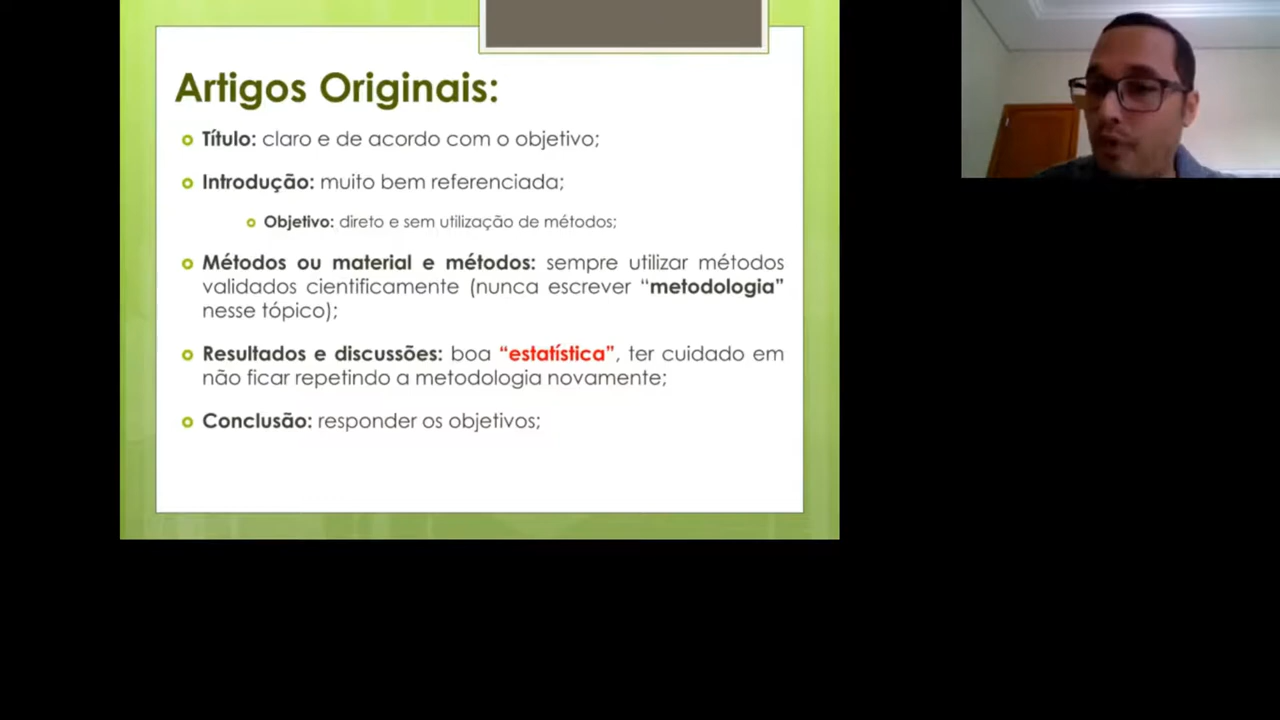 Artigos Originais:
Título: claro e de acordo com o objetivo;
Introdução: muito bem referenciada;
Objetivo: direto e sem utilização de métodos;
Métodos ou material e métodos: sempre utilizar métodos
validados cientificamente (nunca escrever “metodologia”
nesse tópico);
Resultados e discussões: boa “estatística”, ter cuidado em
não ficar repetindo a metodologia novamente;
Conclusão: responder os objetivos;